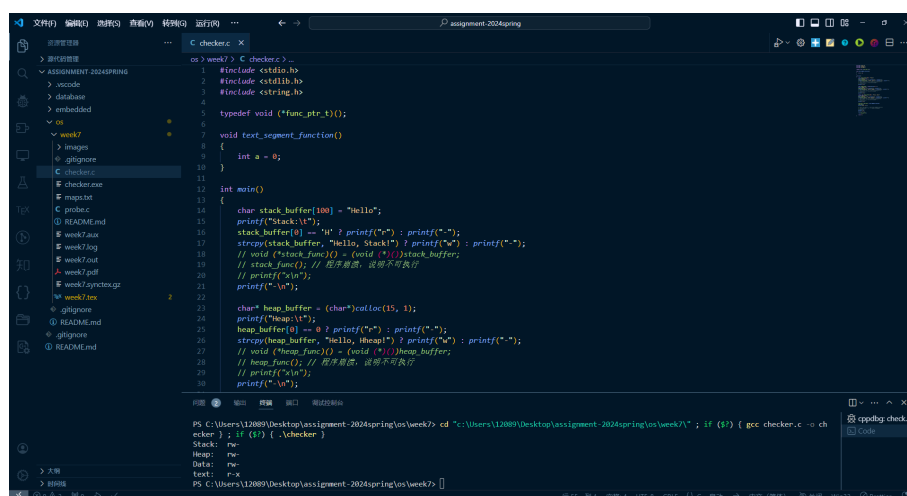 文件(F) 编辑(E) 选择(S) 查看(V) 转到(G) 运行(R) ··· assignment-2024spring
资源管理器 ···
C checker.c
> 源代码管理
os > week7 > C checker.c > ...
ASSIGNMENT-2024SPRING
> .vscode
> database
> embedded
os
week7
> images
.gitignore
C checker.c
checker.exe
maps.txt
C probe.c
README.md
week7.aux
week7.log
week7.out
week7.pdf
week7.synctex.gz
week7.tex 2
.gitignore
README.md
.gitignore
README.md
> 大纲
> 时间线
1 #include <stdio.h>
2 #include <stdlib.h>
3 #include <string.h>
4
5 typedef void (*func_ptr_t)();
6
7 void text_segment_function()
8 {
9 int a = 0;
10 }
11
12 int main()
13 {
14 char stack_buffer[100] = "Hello";
15 printf("Stack:\t");
16 stack_buffer[0] == 'H' ? printf("r") : printf("-");
17 strcpy(stack_buffer, "Hello, Stack!") ? printf("w") : printf("-");
18 // void (*stack_func)() = (void (*)())stack_buffer;
19 // stack_func(); // 程序崩溃，说明不可执行
20 // printf("x\n");
21 printf("-\n");
22
23 char* heap_buffer = (char*)calloc(15, 1);
24 printf("Heap:\t");
25 heap_buffer[0] == 0 ? printf("r") : printf("-");
26 strcpy(heap_buffer, "Hello, Hheap!") ? printf("w") : printf("-");
27 // void (*heap_func)() = (void (*)())heap_buffer;
28 // heap_func(); // 程序崩溃，说明不可执行
29 // printf("x\n");
30 printf("-\n");
问题 2 输出 终端 端口 调试控制台
PS C:\Users\12089\Desktop\assignment-2024spring\os\week7> cd "c:\Users\12089\Desktop\assignment-2024spring\os\week7\" ; if ($?) { gcc checker.c -o ch
ecker } ; if ($?) { .\checker }
Stack: rw-
Heap: rw-
Data: rw-
text: r-x
PS C:\Users\12089\Desktop\assignment-2024spring\os\week7>
cppdbg: check...
Code